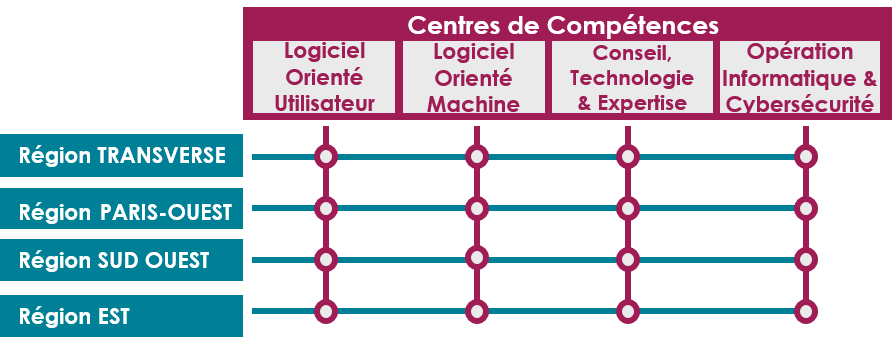 Centres de Compétences
Logiciel
Orienté
Utilisateur
Logiciel
Orienté
Machine
Conseil,
Technologie
& Expertise
Opération
Informatique &
Cybersécurité
Région TRANSVERSE
Région PARIS-OUEST
Région SUD OUEST
Région EST